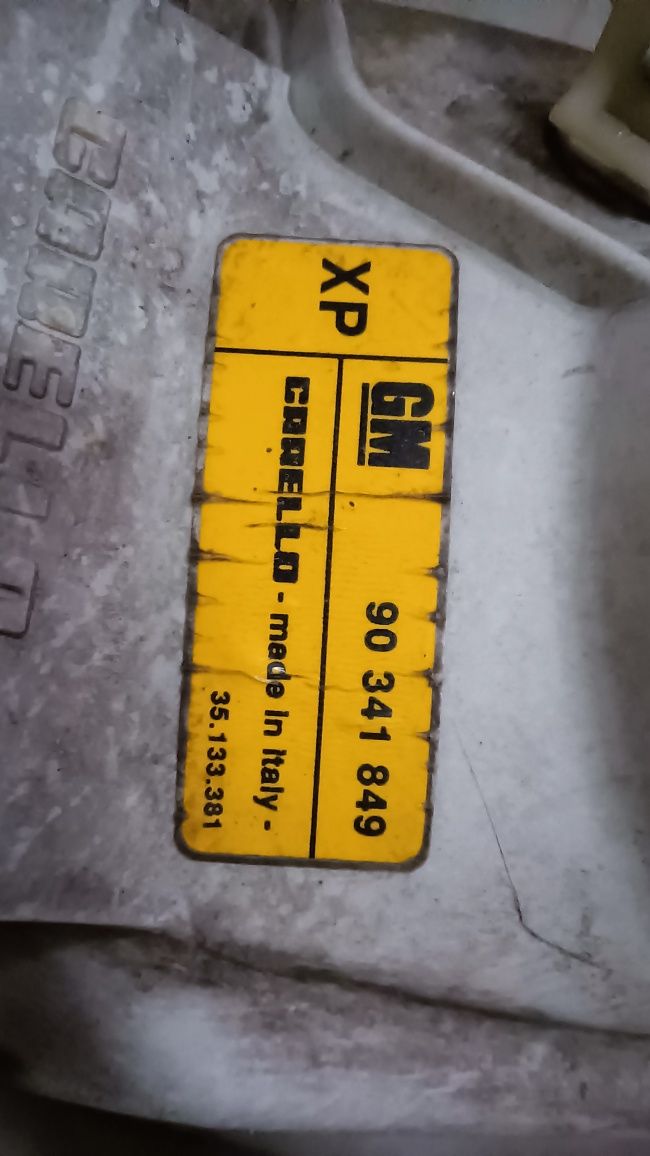 XP
GM
90 341 849
CARELLO - made in italy -
35.133.381
CARELLO